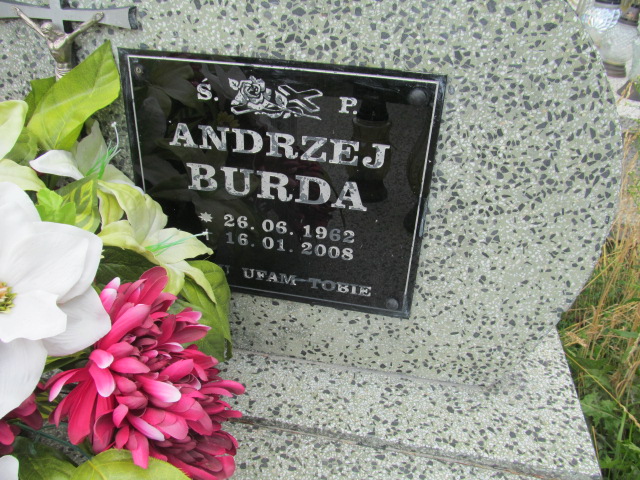 Ś. P.
ANDRZEJ
BURDA
* 26. 06. 1962
16. 01. 2008
UFAM TOBIE